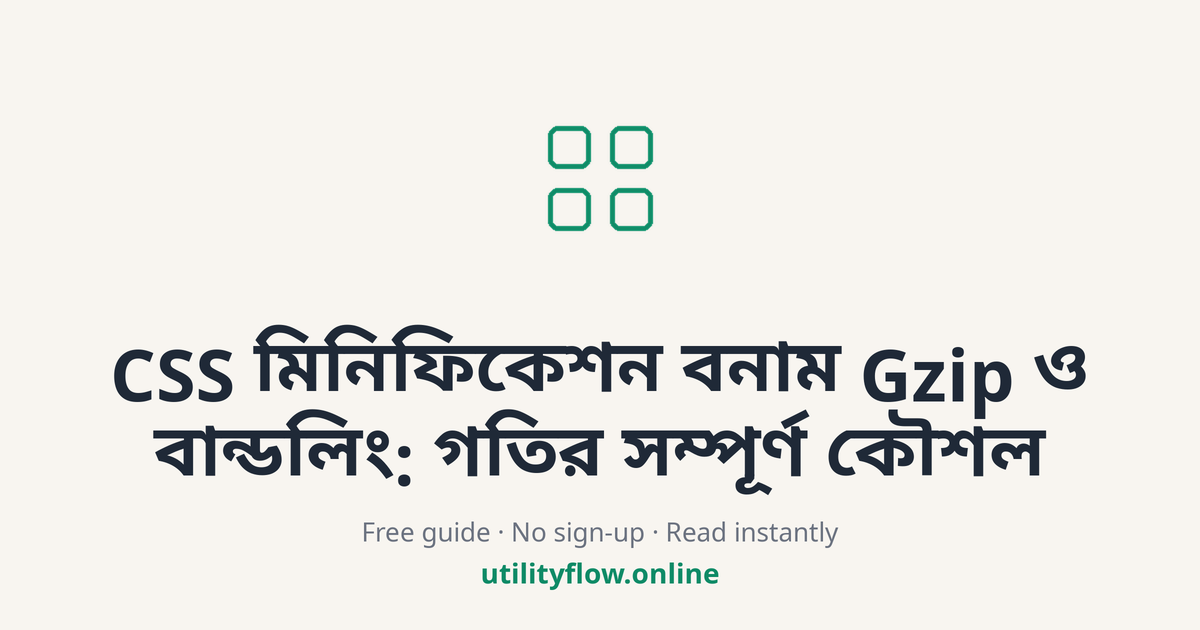 CSS মিনিফিকেশন বনাম Gzip ও
বান্ডলিং: গতির সম্পূর্ণ কৌশল
Free guide · No sign-up · Read instantly
utilityflow.online